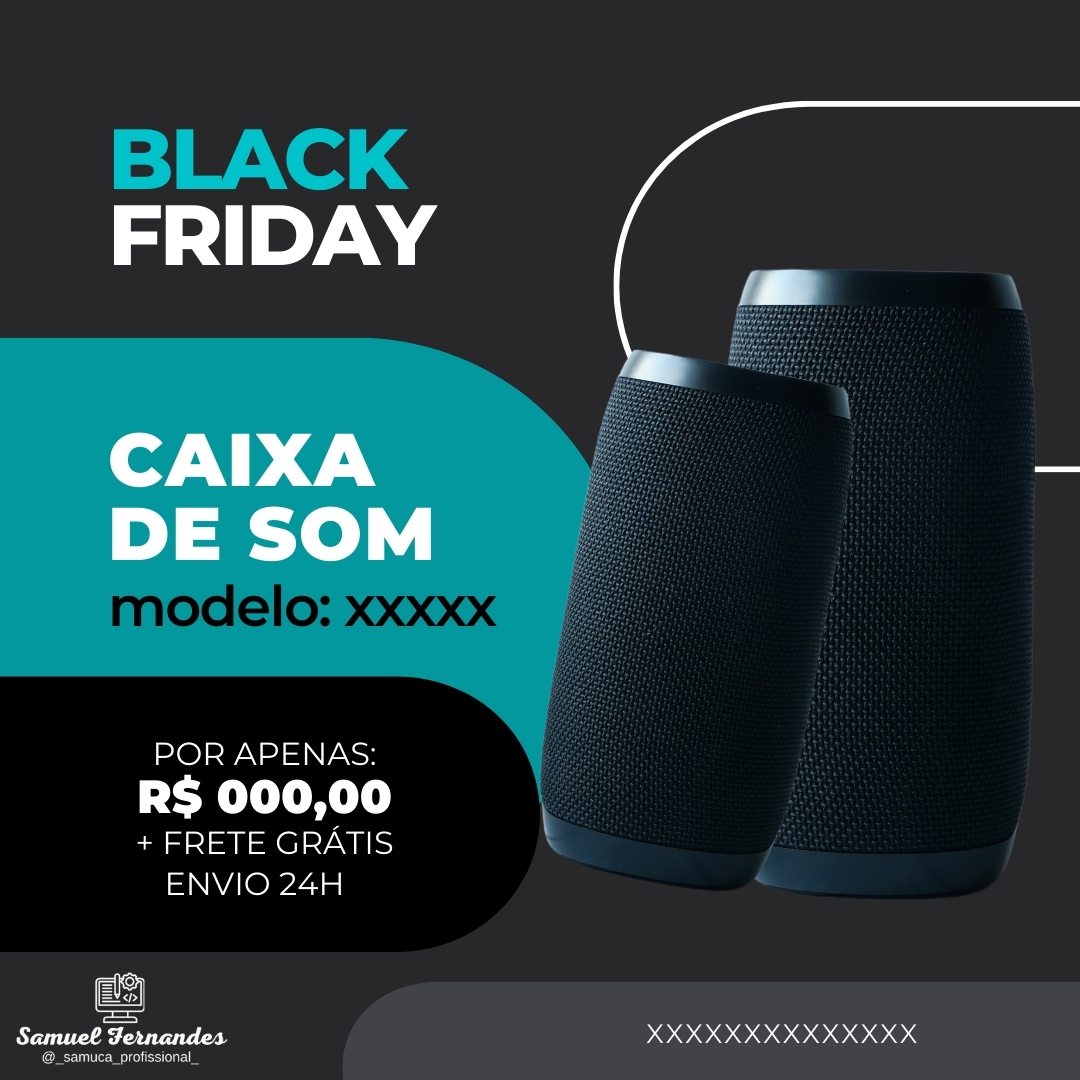 BLACK
FRIDAY
CAIXA
DE SOM
modelo: xxxxx
POR APENAS:
R$ 000,00
+ FRETE GRÁTIS
ENVIO 24H
Samuel Fernandes
@_samuca_profissional_
XXXXXXXXXXXXXX